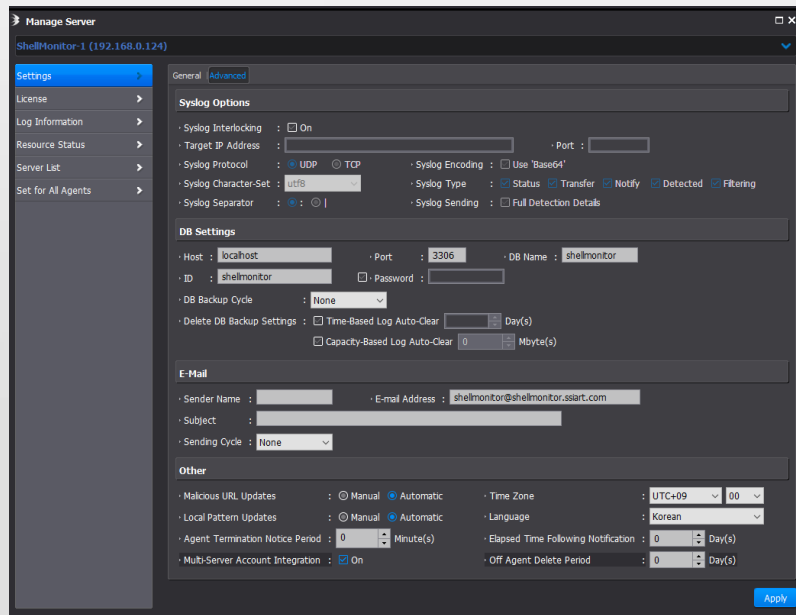 Manage Server
ShellMonitor-1 (192.168.0.124)
Settings
License
Log Information
Resource Status
Server List
Set for All Agents
General Advanced
Syslog Options
· Syslog Interlocking : On
· Target IP Address : · Port :
· Syslog Protocol : UDP TCP · Syslog Encoding : Use 'Base64'
· Syslog Character-Set : utf8 · Syslog Type : Status Transfer Notify Detected Filtering
· Syslog Separator : : | · Syslog Sending : Full Detection Details
DB Settings
· Host : localhost · Port : 3306 · DB Name : shellmonitor
· ID : shellmonitor · Password :
· DB Backup Cycle : None
· Delete DB Backup Settings : Time-Based Log Auto-Clear Day(s)
Capacity-Based Log Auto-Clear 0 Mbyte(s)
E-Mail
· Sender Name : · E-mail Address : shellmonitor@shellmonitor.ssiart.com
· Subject :
· Sending Cycle : None
Other
· Malicious URL Updates : Manual Automatic · Time Zone : UTC+09 00
· Local Pattern Updates : Manual Automatic · Language : Korean
· Agent Termination Notice Period : 0 Minute(s) · Elapsed Time Following Notification : 0 Day(s)
· Multi-Server Account Integration : On · Off Agent Delete Period : 0 Day(s)
Apply